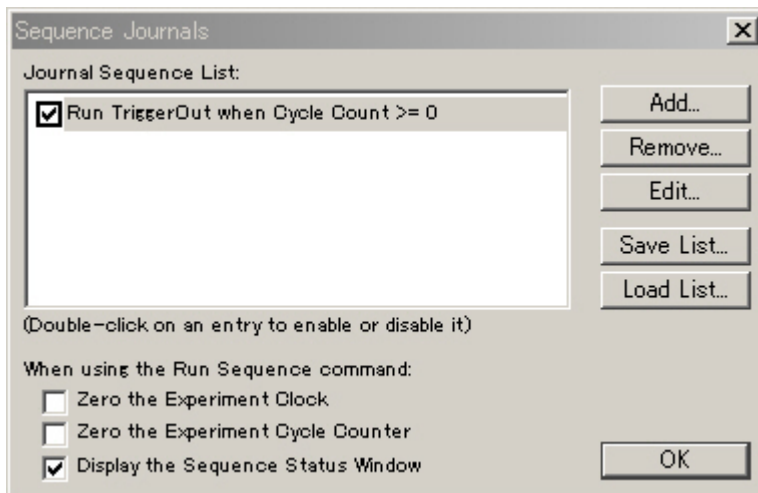 Sequence Journals
Journal Sequence List:
Run TriggerOut when Cycle Count >= 0
Add...
Remove...
Edit...
Save List...
Load List...
(Double-click on an entry to enable or disable it)
When using the Run Sequence command:
Zero the Experiment Clock
Zero the Experiment Cycle Counter
Display the Sequence Status Window
OK